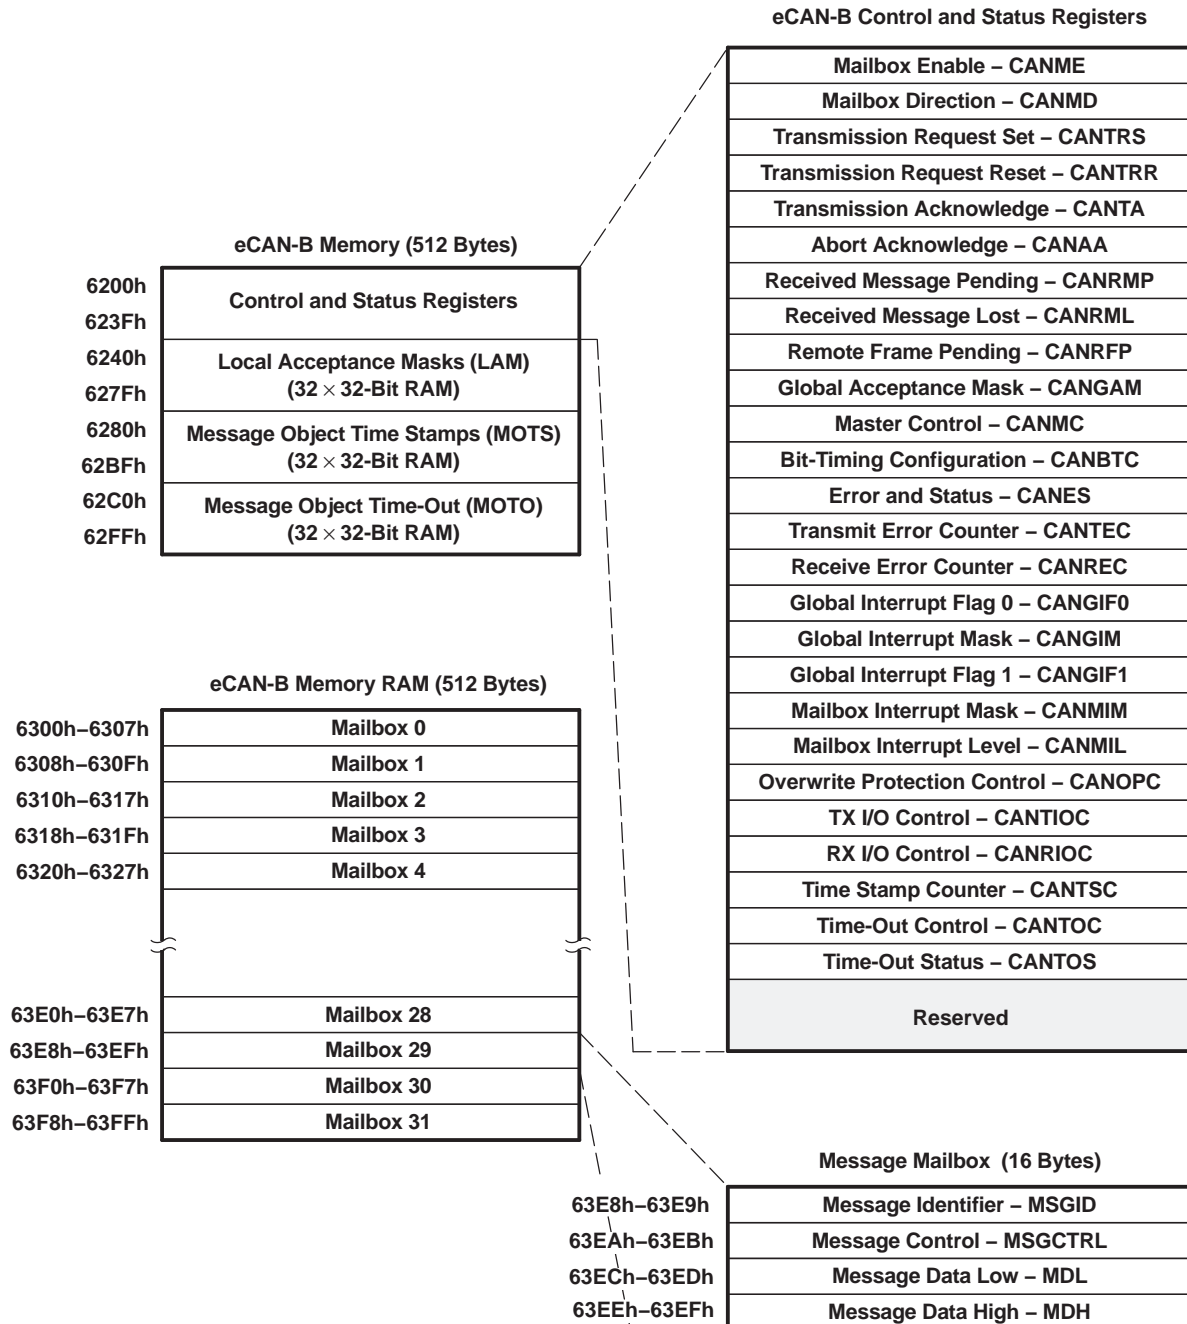 eCAN-B Control and Status Registers
Mailbox Enable – CANME
Mailbox Direction – CANMD
Transmission Request Set – CANTRS
Transmission Request Reset – CANTRR
Transmission Acknowledge – CANTA
Abort Acknowledge – CANAA
Received Message Pending – CANRMP
Received Message Lost – CANRML
Remote Frame Pending – CANRFP
Global Acceptance Mask – CANGAM
Master Control – CANMC
Bit-Timing Configuration – CANBTC
Error and Status – CANES
Transmit Error Counter – CANTEC
Receive Error Counter – CANREC
Global Interrupt Flag 0 – CANGIF0
Global Interrupt Mask – CANGIM
Global Interrupt Flag 1 – CANGIF1
Mailbox Interrupt Mask – CANMIM
Mailbox Interrupt Level – CANMIL
Overwrite Protection Control – CANOPC
TX I/O Control – CANTIOC
RX I/O Control – CANRIOC
Time Stamp Counter – CANTSC
Time-Out Control – CANTOC
Time-Out Status – CANTOS
Reserved
eCAN-B Memory (512 Bytes)
6200h
Control and Status Registers
623Fh
6240h
Local Acceptance Masks (LAM)
(32 × 32-Bit RAM)
627Fh
6280h
Message Object Time Stamps (MOTS)
(32 × 32-Bit RAM)
62BFh
62C0h
Message Object Time-Out (MOTO)
(32 × 32-Bit RAM)
62FFh
eCAN-B Memory RAM (512 Bytes)
6300h–6307h Mailbox 0
6308h–630Fh Mailbox 1
6310h–6317h Mailbox 2
6318h–631Fh Mailbox 3
6320h–6327h Mailbox 4
63E0h–63E7h Mailbox 28
63E8h–63EFh Mailbox 29
63F0h–63F7h Mailbox 30
63F8h–63FFh Mailbox 31
Message Mailbox (16 Bytes)
63E8h–63E9h Message Identifier – MSGID
63EAh–63EBh Message Control – MSGCTRL
63ECh–63EDh Message Data Low – MDL
63EEh–63EFh Message Data High – MDH